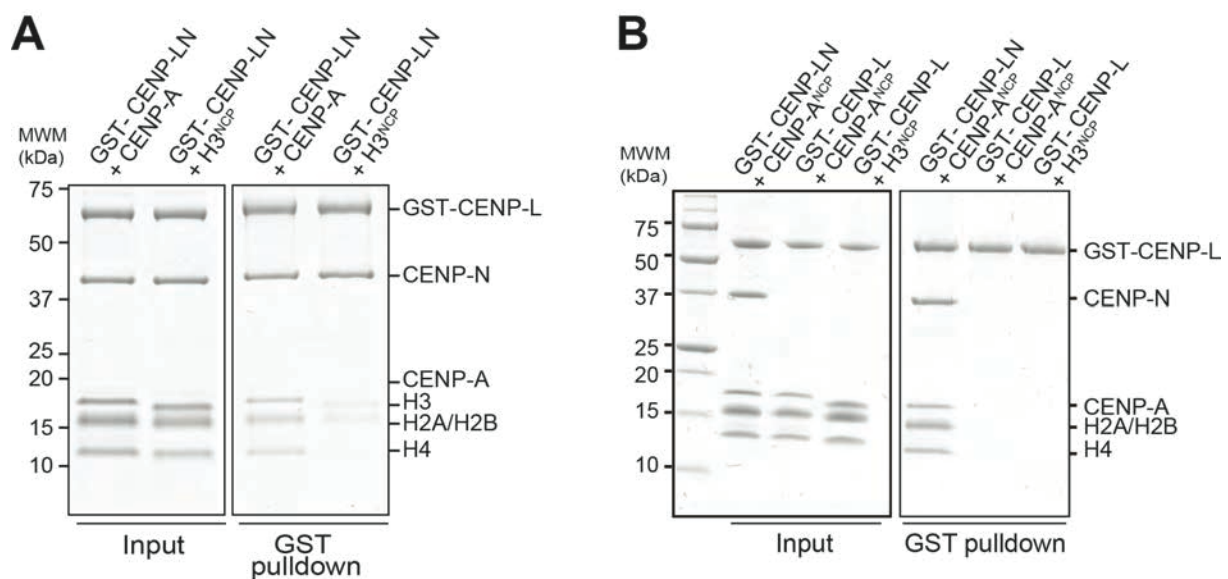 A
GST- CENP-LN
+ CENP-A
GST- CENP-LN
+ H3NCP
GST- CENP-LN
+ CENP-A
GST- CENP-LN
+ H3NCP
MWM
(kDa)
75
50
37
25
20
15
10
GST-CENP-L
CENP-N
CENP-A
H3
H2A/H2B
H4
Input
GST
pulldown
B
GST- CENP-LN
+ CENP-ANCP
GST- CENP-L
+ CENP-ANCP
GST- CENP-L
+ H3NCP
GST- CENP-LN
+ CENP-ANCP
GST- CENP-L
+ CENP-ANCP
GST- CENP-L
+ H3NCP
MWM
(kDa)
75
50
37
25
20
15
10
GST-CENP-L
CENP-N
CENP-A
H2A/H2B
H4
Input
GST pulldown